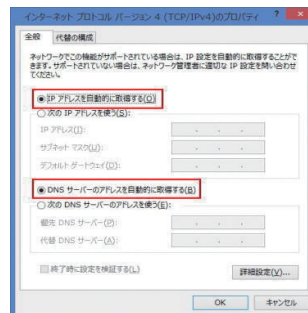 インターネット プロトコル バージョン 4 (TCP/IPv4)のプロパティ
?
全般 代替の構成
ネットワークでこの機能がサポートされている場合は、IP 設定を自動的に取得することがで
きます。サポートされていない場合は、ネットワーク管理者に適切な IP 設定を問い合わせ
てください。
IP アドレスを自動的に取得する(O)
次の IP アドレスを使う(S):
IP アドレス(I):
サブネット マスク(U):
デフォルト ゲートウェイ(D):
DNS サーバーのアドレスを自動的に取得する(B)
次の DNS サーバーのアドレスを使う(E):
優先 DNS サーバー(P):
代替 DNS サーバー(A):
終了時に設定を検証する(L)
詳細設定(V)...
OK キャンセル